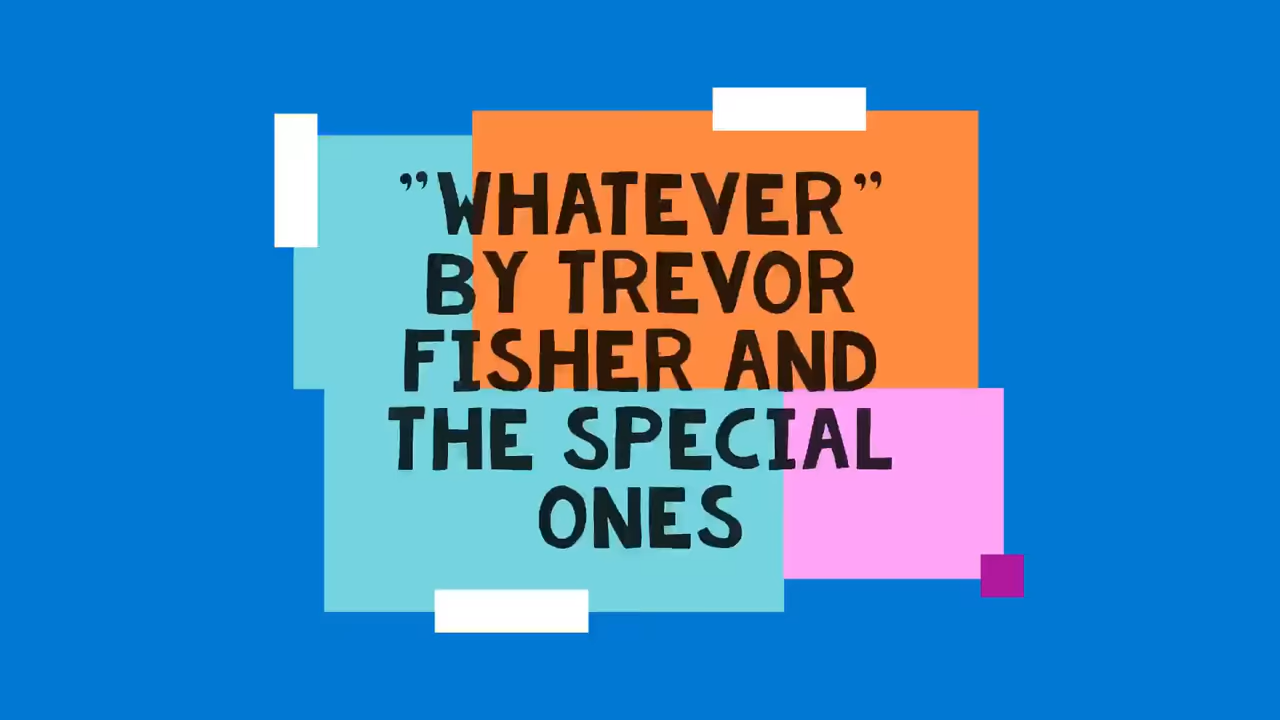 ”WHATEVER”
BY TREVOR
FISHER AND
THE SPECIAL
ONES